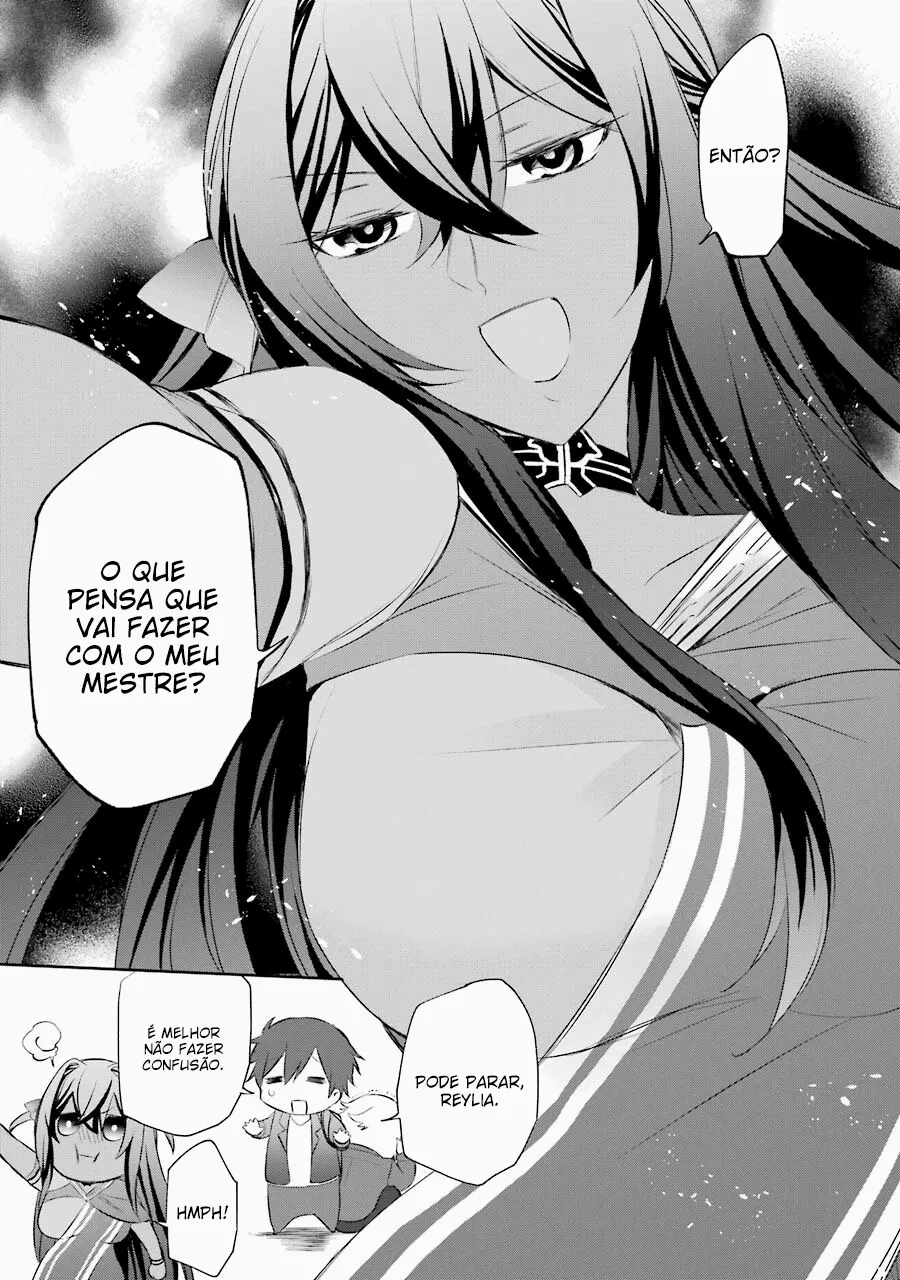 ENTÃO?
O QUE
PENSA QUE
VAI FAZER
COM O MEU
MESTRE?
PODE PARAR,
REYLIA.
É MELHOR
NÃO FAZER
CONFUSÃO.
HMPH!